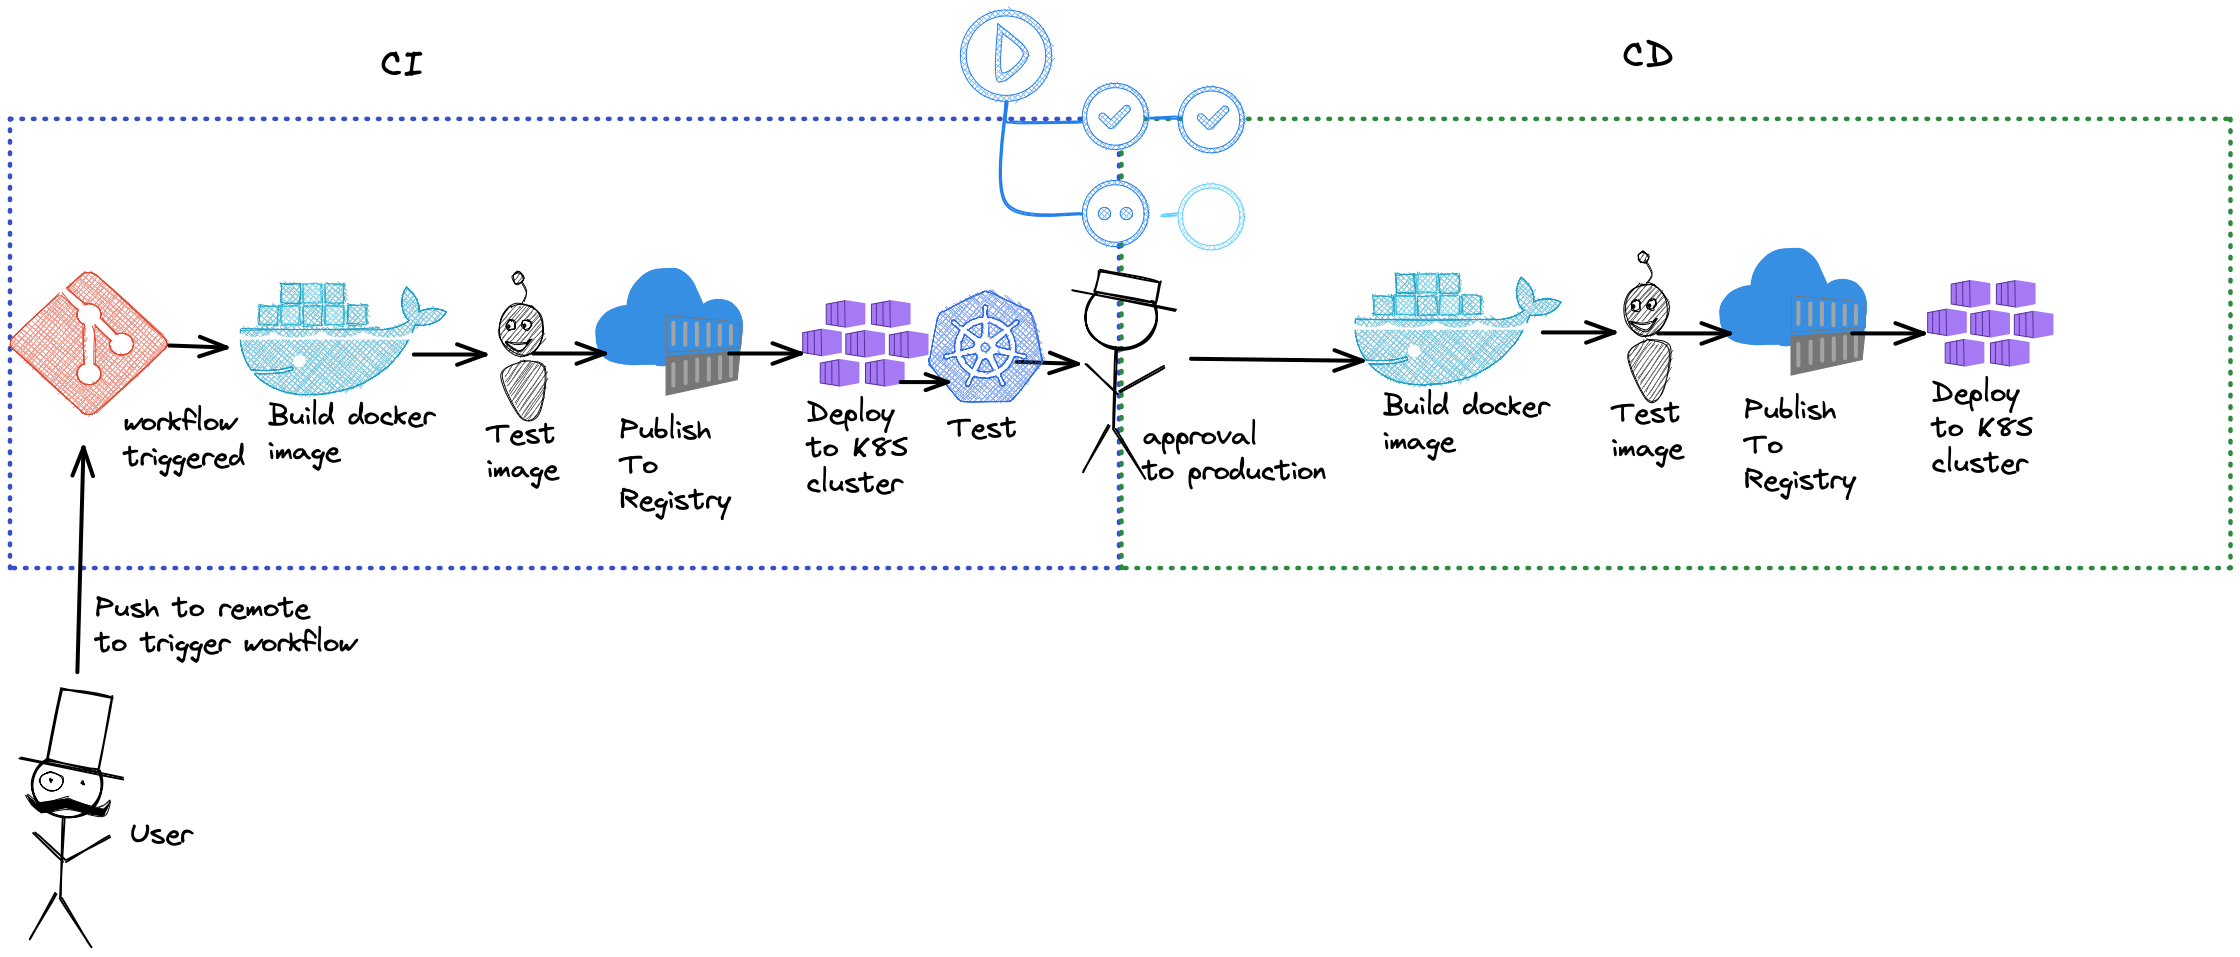 CI
CD
workflow
triggered
Build docker
image
Test
image
Publish
To
Registry
Deploy
to K8S
cluster
Test
approval
to production
Build docker
image
Test
image
Publish
To
Registry
Deploy
to K8S
cluster
Push to remote
to trigger workflow
User